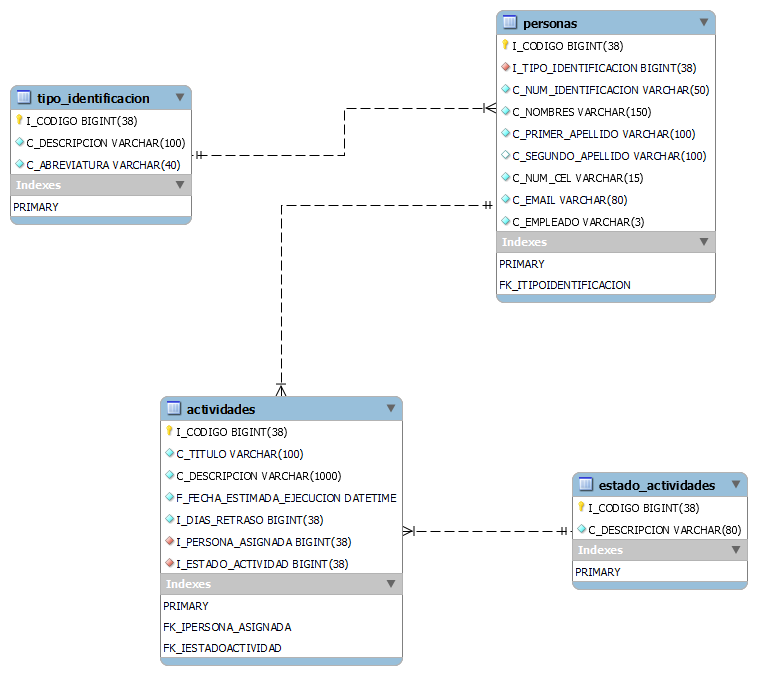 personas
I_CODIGO BIGINT(38)
I_TIPO_IDENTIFICACION BIGINT(38)
C_NUM_IDENTIFICACION VARCHAR(50)
C_NOMBRES VARCHAR(150)
C_PRIMER_APELLIDO VARCHAR(100)
C_SEGUNDO_APELLIDO VARCHAR(100)
C_NUM_CEL VARCHAR(15)
C_EMAIL VARCHAR(80)
C_EMPLEADO VARCHAR(3)
Indexes
PRIMARY
FK_ITIPOIDENTIFICACION
tipo_identificacion
I_CODIGO BIGINT(38)
C_DESCRIPCION VARCHAR(100)
C_ABREVIATURA VARCHAR(40)
Indexes
PRIMARY
actividades
I_CODIGO BIGINT(38)
C_TITULO VARCHAR(100)
C_DESCRIPCION VARCHAR(1000)
F_FECHA_ESTIMADA_EJECUCION DATETIME
I_DIAS_RETRASO BIGINT(38)
I_PERSONA_ASIGNADA BIGINT(38)
I_ESTADO_ACTIVIDAD BIGINT(38)
Indexes
PRIMARY
FK_IPERSONA_ASIGNADA
FK_IESTADOACTIVIDAD
estado_actividades
I_CODIGO BIGINT(38)
C_DESCRIPCION VARCHAR(80)
Indexes
PRIMARY